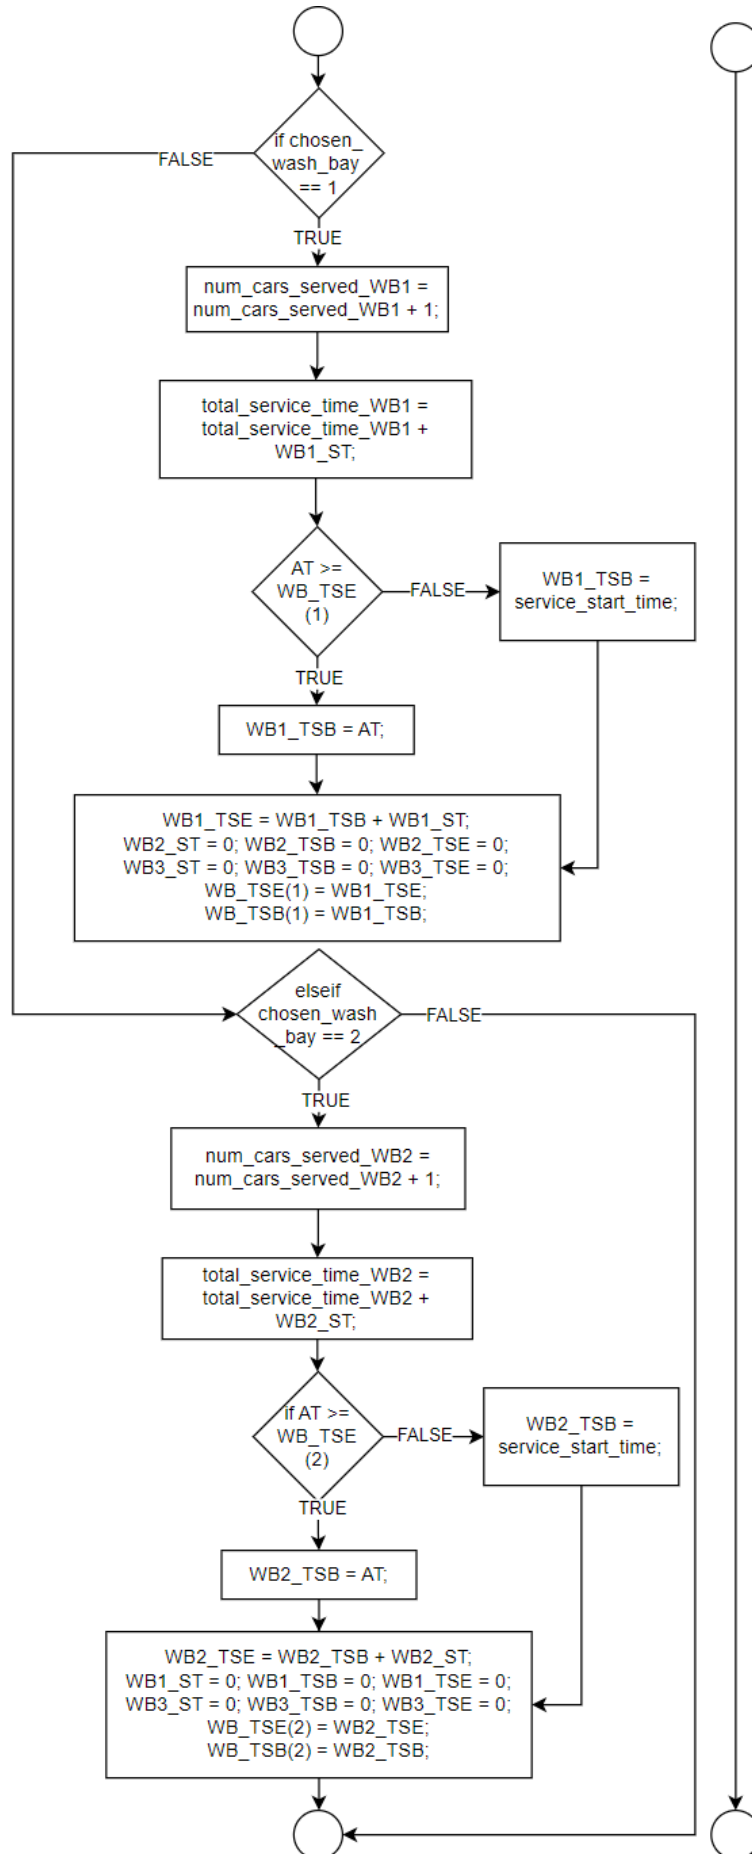 if chosen_
wash_bay
== 1
FALSE
TRUE
num_cars_served_WB1 =
num_cars_served_WB1 + 1;
total_service_time_WB1 =
total_service_time_WB1 +
WB1_ST;
AT >=
WB_TSE
(1)
FALSE
WB1_TSB =
service_start_time;
TRUE
WB1_TSB = AT;
WB1_TSE = WB1_TSB + WB1_ST;
WB2_ST = 0; WB2_TSB = 0; WB2_TSE = 0;
WB3_ST = 0; WB3_TSB = 0; WB3_TSE = 0;
WB_TSE(1) = WB1_TSE;
WB_TSB(1) = WB1_TSB;
elseif
chosen_wash
_bay == 2
FALSE
TRUE
num_cars_served_WB2 =
num_cars_served_WB2 + 1;
total_service_time_WB2 =
total_service_time_WB2 +
WB2_ST;
if AT >=
WB_TSE
(2)
FALSE
WB2_TSB =
service_start_time;
TRUE
WB2_TSB = AT;
WB2_TSE = WB2_TSB + WB2_ST;
WB1_ST = 0; WB1_TSB = 0; WB1_TSE = 0;
WB3_ST = 0; WB3_TSB = 0; WB3_TSE = 0;
WB_TSE(2) = WB2_TSE;
WB_TSB(2) = WB2_TSB;